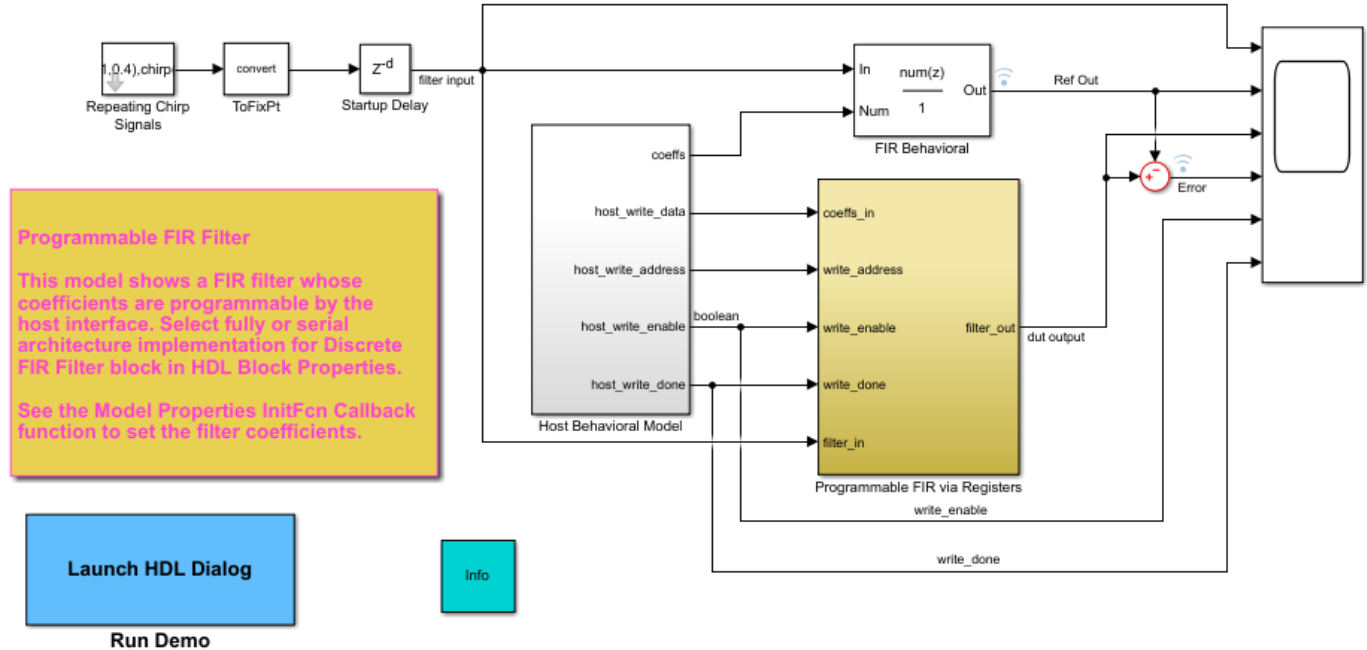 1,0.4),chirp
Repeating Chirp
Signals
convert
ToFixPt
z-d
Startup Delay
filter input
In
Num
num(z)
1
Out
FIR Behavioral
Ref Out
Error
coeffs
host_write_data
host_write_address
host_write_enable
host_write_done
Host Behavioral Model
boolean
coeffs_in
write_address
write_enable
write_done
filter_in
filter_out
Programmable FIR via Registers
dut output
write_enable
write_done
Programmable FIR Filter
This model shows a FIR filter whose
coefficients are programmable by the
host interface. Select fully or serial
architecture implementation for Discrete
FIR Filter block in HDL Block Properties.
See the Model Properties InitFcn Callback
function to set the filter coefficients.
Launch HDL Dialog
Run Demo
Info